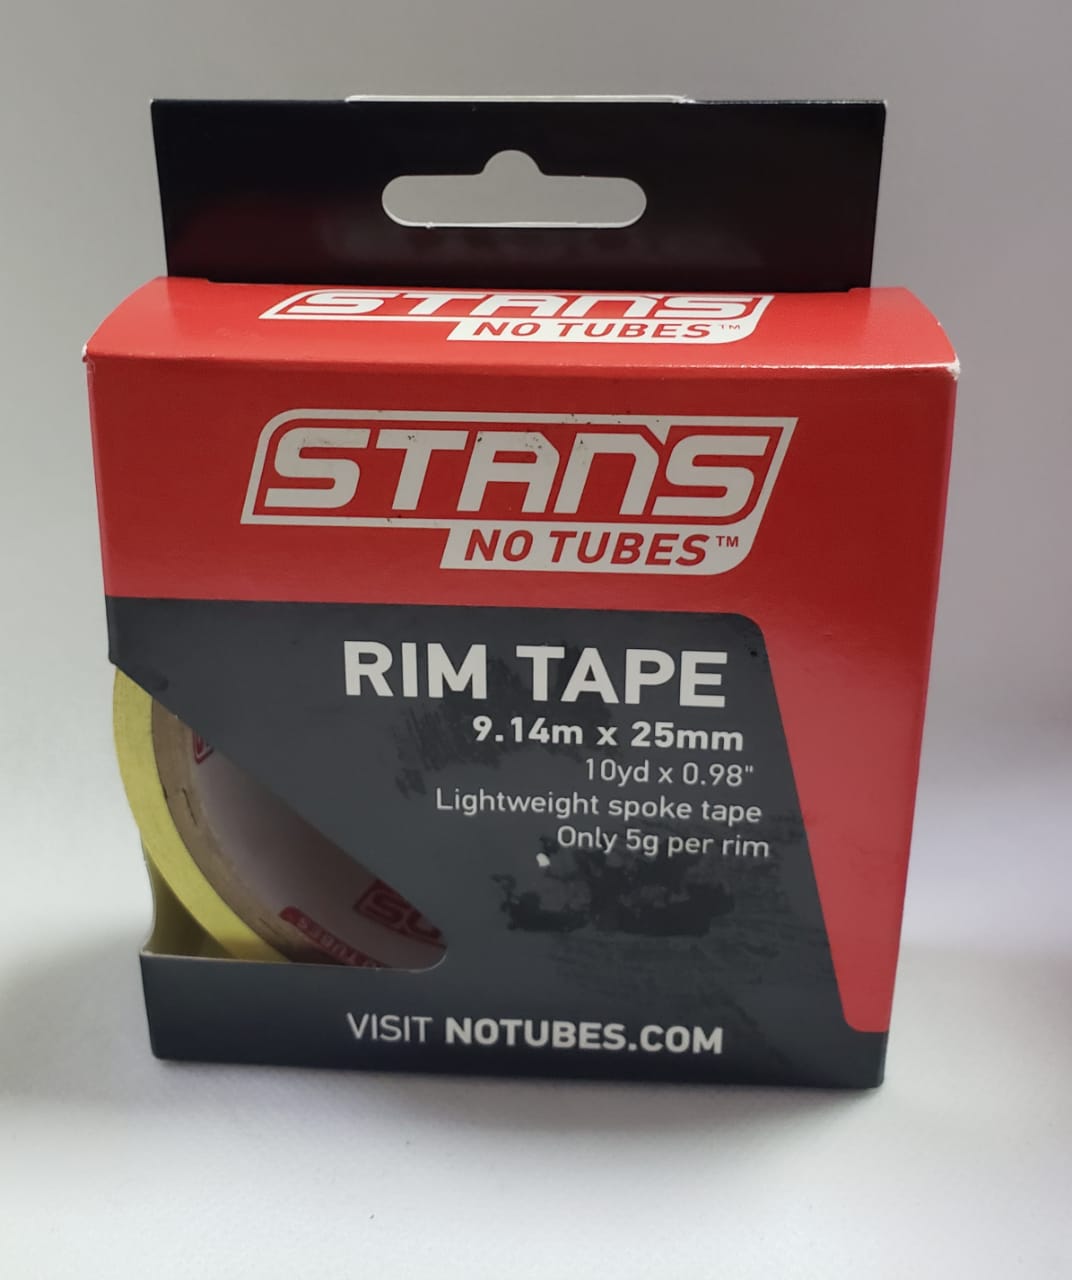 STANS
NO TUBES™
STANS
NO TUBES™
RIM TAPE
9.14m x 25mm
10yd x 0.98"
Lightweight spoke tape
Only 5g per rim
VISIT NOTUBES.COM